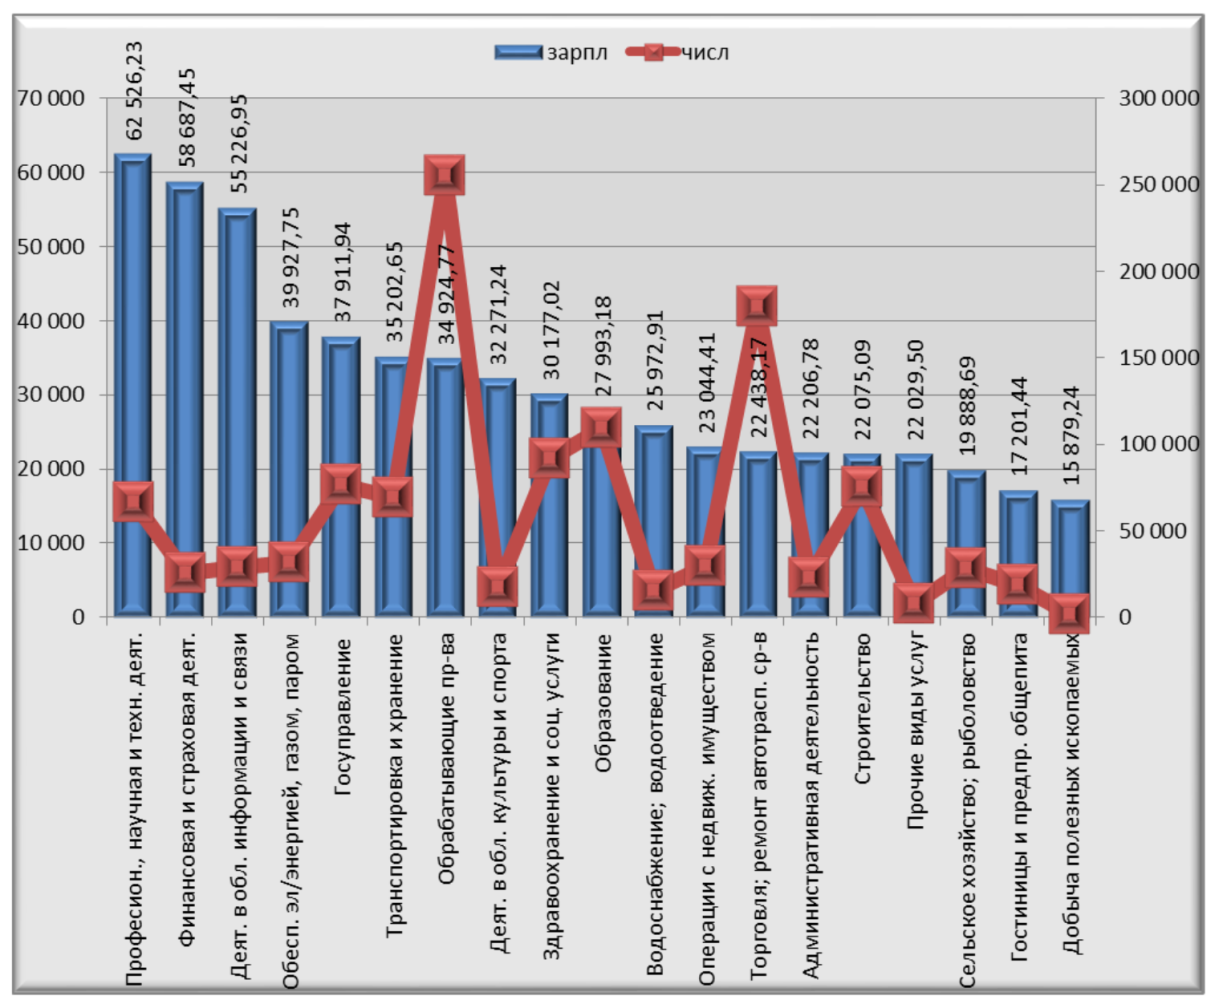 зарпл
числ
70 000
60 000
50 000
40 000
30 000
20 000
10 000
0
300 000
250 000
200 000
150 000
100 000
50 000
0
62 526,23
58 687,45
55 226,95
39 927,75
37 911,94
35 202,65
34 924,77
32 271,24
30 177,02
27 993,18
25 972,91
23 044,41
22 438,17
22 206,78
22 075,09
22 029,50
19 888,69
17 201,44
15 879,24
Професион., научная и техн. деят.
Финансовая и страховая деят.
Деят. в обл. информации и связи
Обесп. эл/энергией, газом, паром
Госуправление
Транспортировка и хранение
Обрабатывающие пр-ва
Деят. в обл. культуры и спорта
Здравоохранение и соц. услуги
Образование
Водоснабжение; водоотведение
Операции с недвиж. имуществом
Торговля; ремонт автотрасп. ср-в
Административная деятельность
Строительство
Прочие виды услуг
Сельское хозяйство; рыболовство
Гостиницы и предпр. общепита
Добыча полезных ископаемых